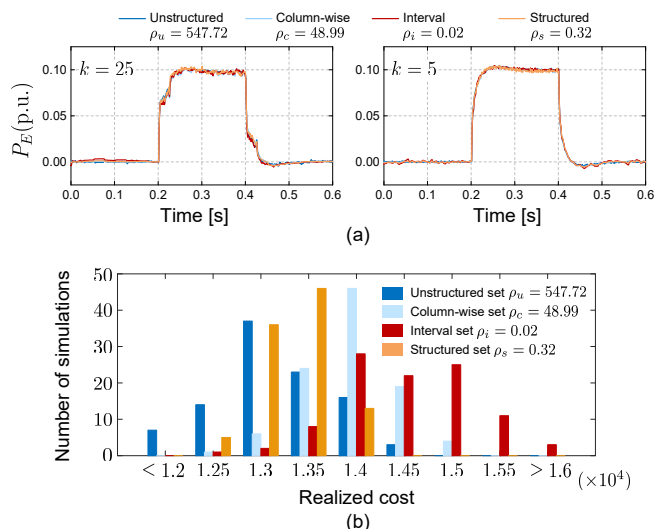 Unstructured Column-wise Interval Structured
ρu = 547.72 ρc = 48.99 ρi = 0.02 ρs = 0.32
k = 25
k = 5
PE(p.u.)
0.10
0.05
0.00
0.0 0.1 0.2 0.3 0.4 0.5 0.6
Time [s]
0.10
0.05
0.00
0.0 0.1 0.2 0.3 0.4 0.5 0.6
Time [s]
(a)
Number of simulations
50
40
30
20
10
0
Unstructured set ρu = 547.72
Column-wise set ρc = 48.99
Interval set ρi = 0.02
Structured set ρs = 0.32
< 1.2 1.25 1.3 1.35 1.4 1.45 1.5 1.55 > 1.6 (×10⁴)
Realized cost
(b)